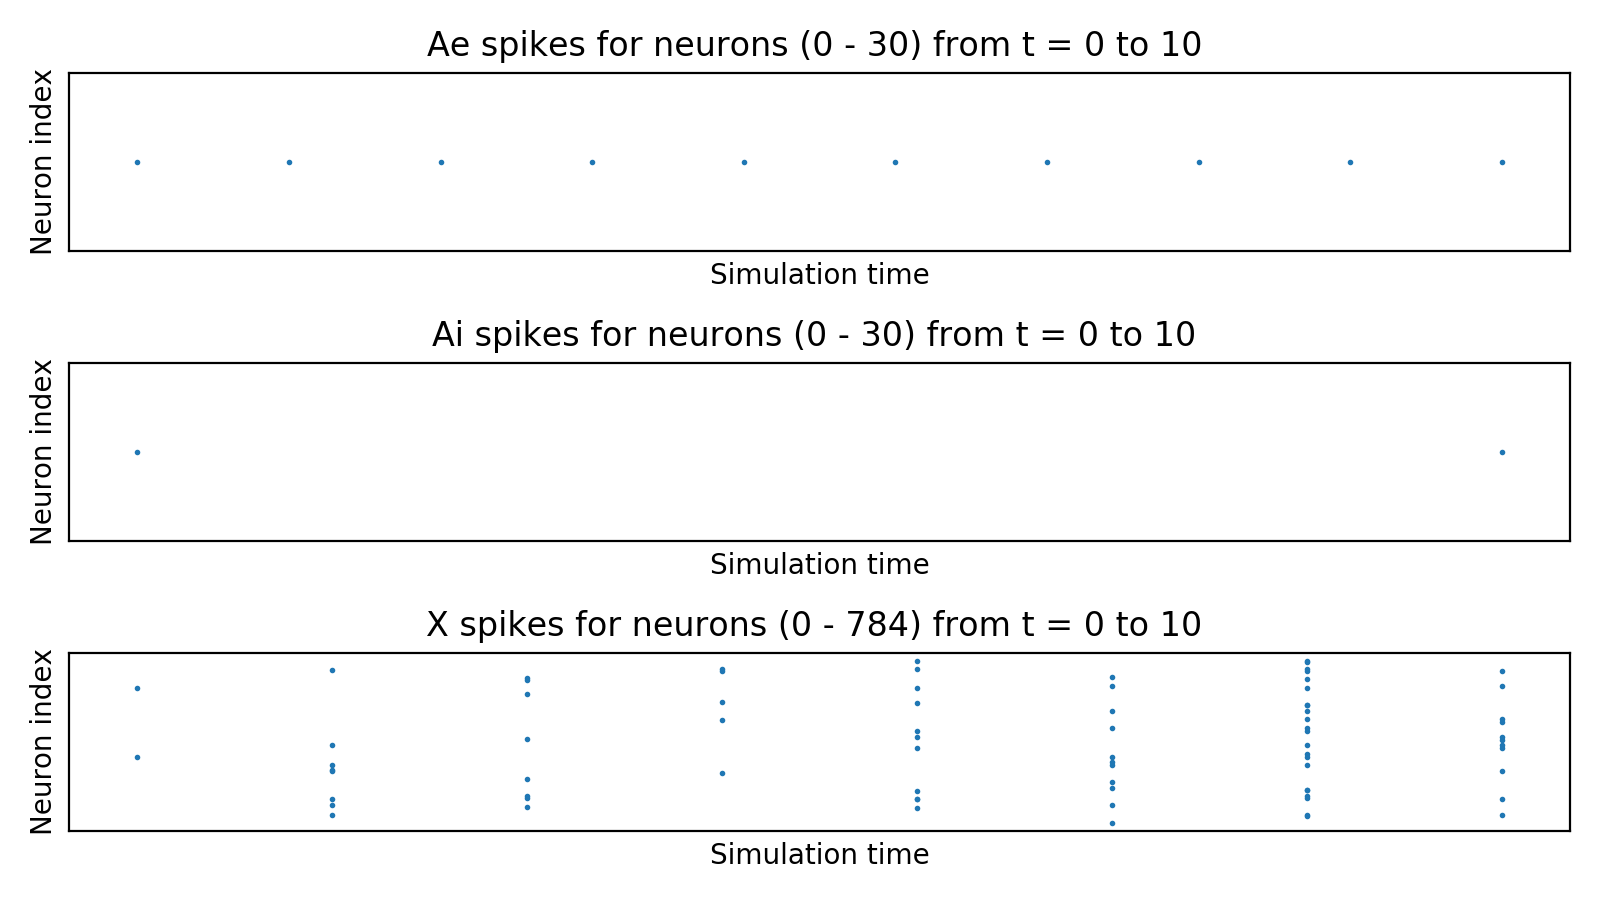 Ae spikes for neurons (0 - 30) from t = 0 to 10
Neuron index
Simulation time
Ai spikes for neurons (0 - 30) from t = 0 to 10
Neuron index
Simulation time
X spikes for neurons (0 - 784) from t = 0 to 10
Neuron index
Simulation time